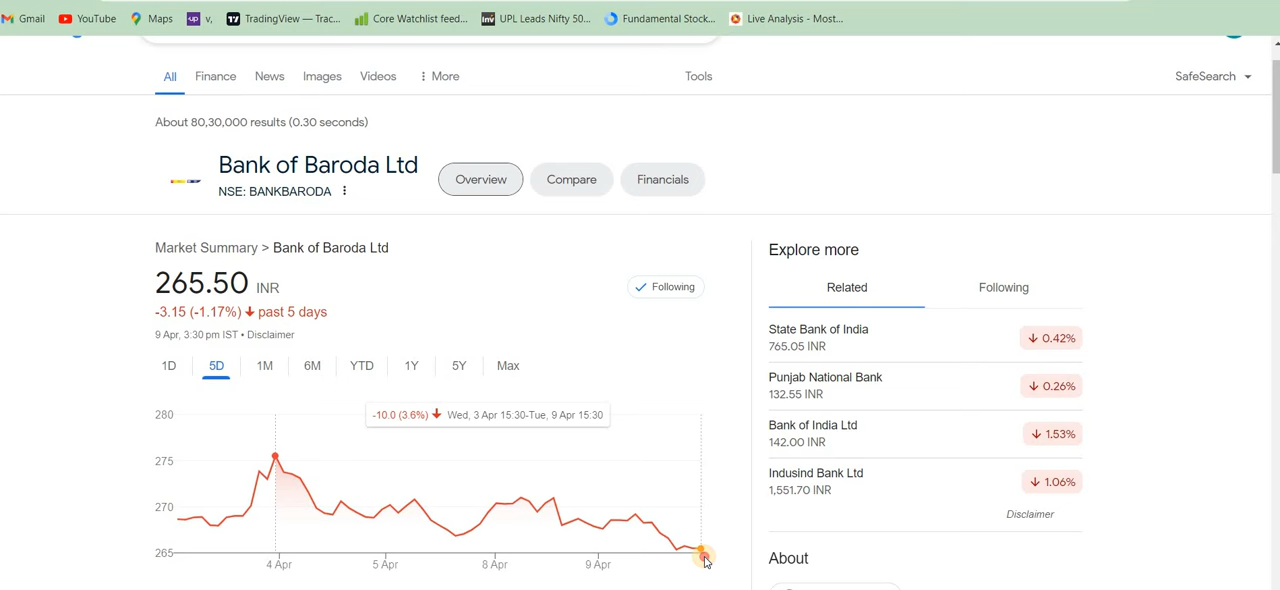 Gmail YouTube Maps up v, TradingView — Trac... Core Watchlist feed... Inv UPL Leads Nifty 50... Fundamental Stock... Live Analysis - Most...
All Finance News Images Videos More Tools SafeSearch
About 80,30,000 results (0.30 seconds)
Bank of Baroda Ltd
NSE: BANKBARODA
Overview Compare Financials
Market Summary > Bank of Baroda Ltd
265.50 INR
Following
-3.15 (-1.17%) past 5 days
9 Apr, 3:30 pm IST • Disclaimer
1D 5D 1M 6M YTD 1Y 5Y Max
-10.0 (3.6%) Wed, 3 Apr 15:30-Tue, 9 Apr 15:30
280
275
270
265
4 Apr 5 Apr 8 Apr 9 Apr
Explore more
Related Following
State Bank of India
765.05 INR
0.42%
Punjab National Bank
132.55 INR
0.26%
Bank of India Ltd
142.00 INR
1.53%
Indusind Bank Ltd
1,551.70 INR
1.06%
Disclaimer
About